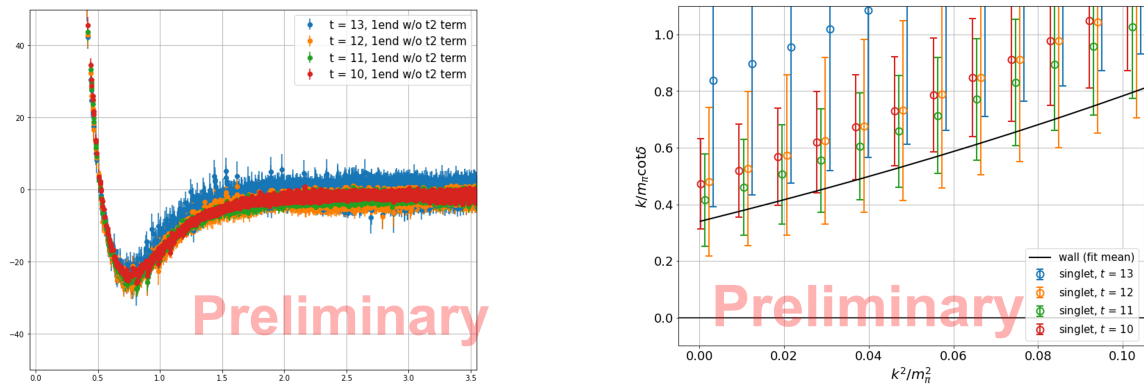 40
20
0
−20
−40
0.0 0.5 1.0 1.5 2.0 2.5 3.0 3.5
t = 13, 1end w/o t2 term
t = 12, 1end w/o t2 term
t = 11, 1end w/o t2 term
t = 10, 1end w/o t2 term
Preliminary
k/mπcotδ
1.0
0.8
0.6
0.4
0.2
0.0
0.00 0.02 0.04 0.06 0.08 0.10
k²/m²π
wall (fit mean)
singlet, t = 13
singlet, t = 12
singlet, t = 11
singlet, t = 10
Preliminary